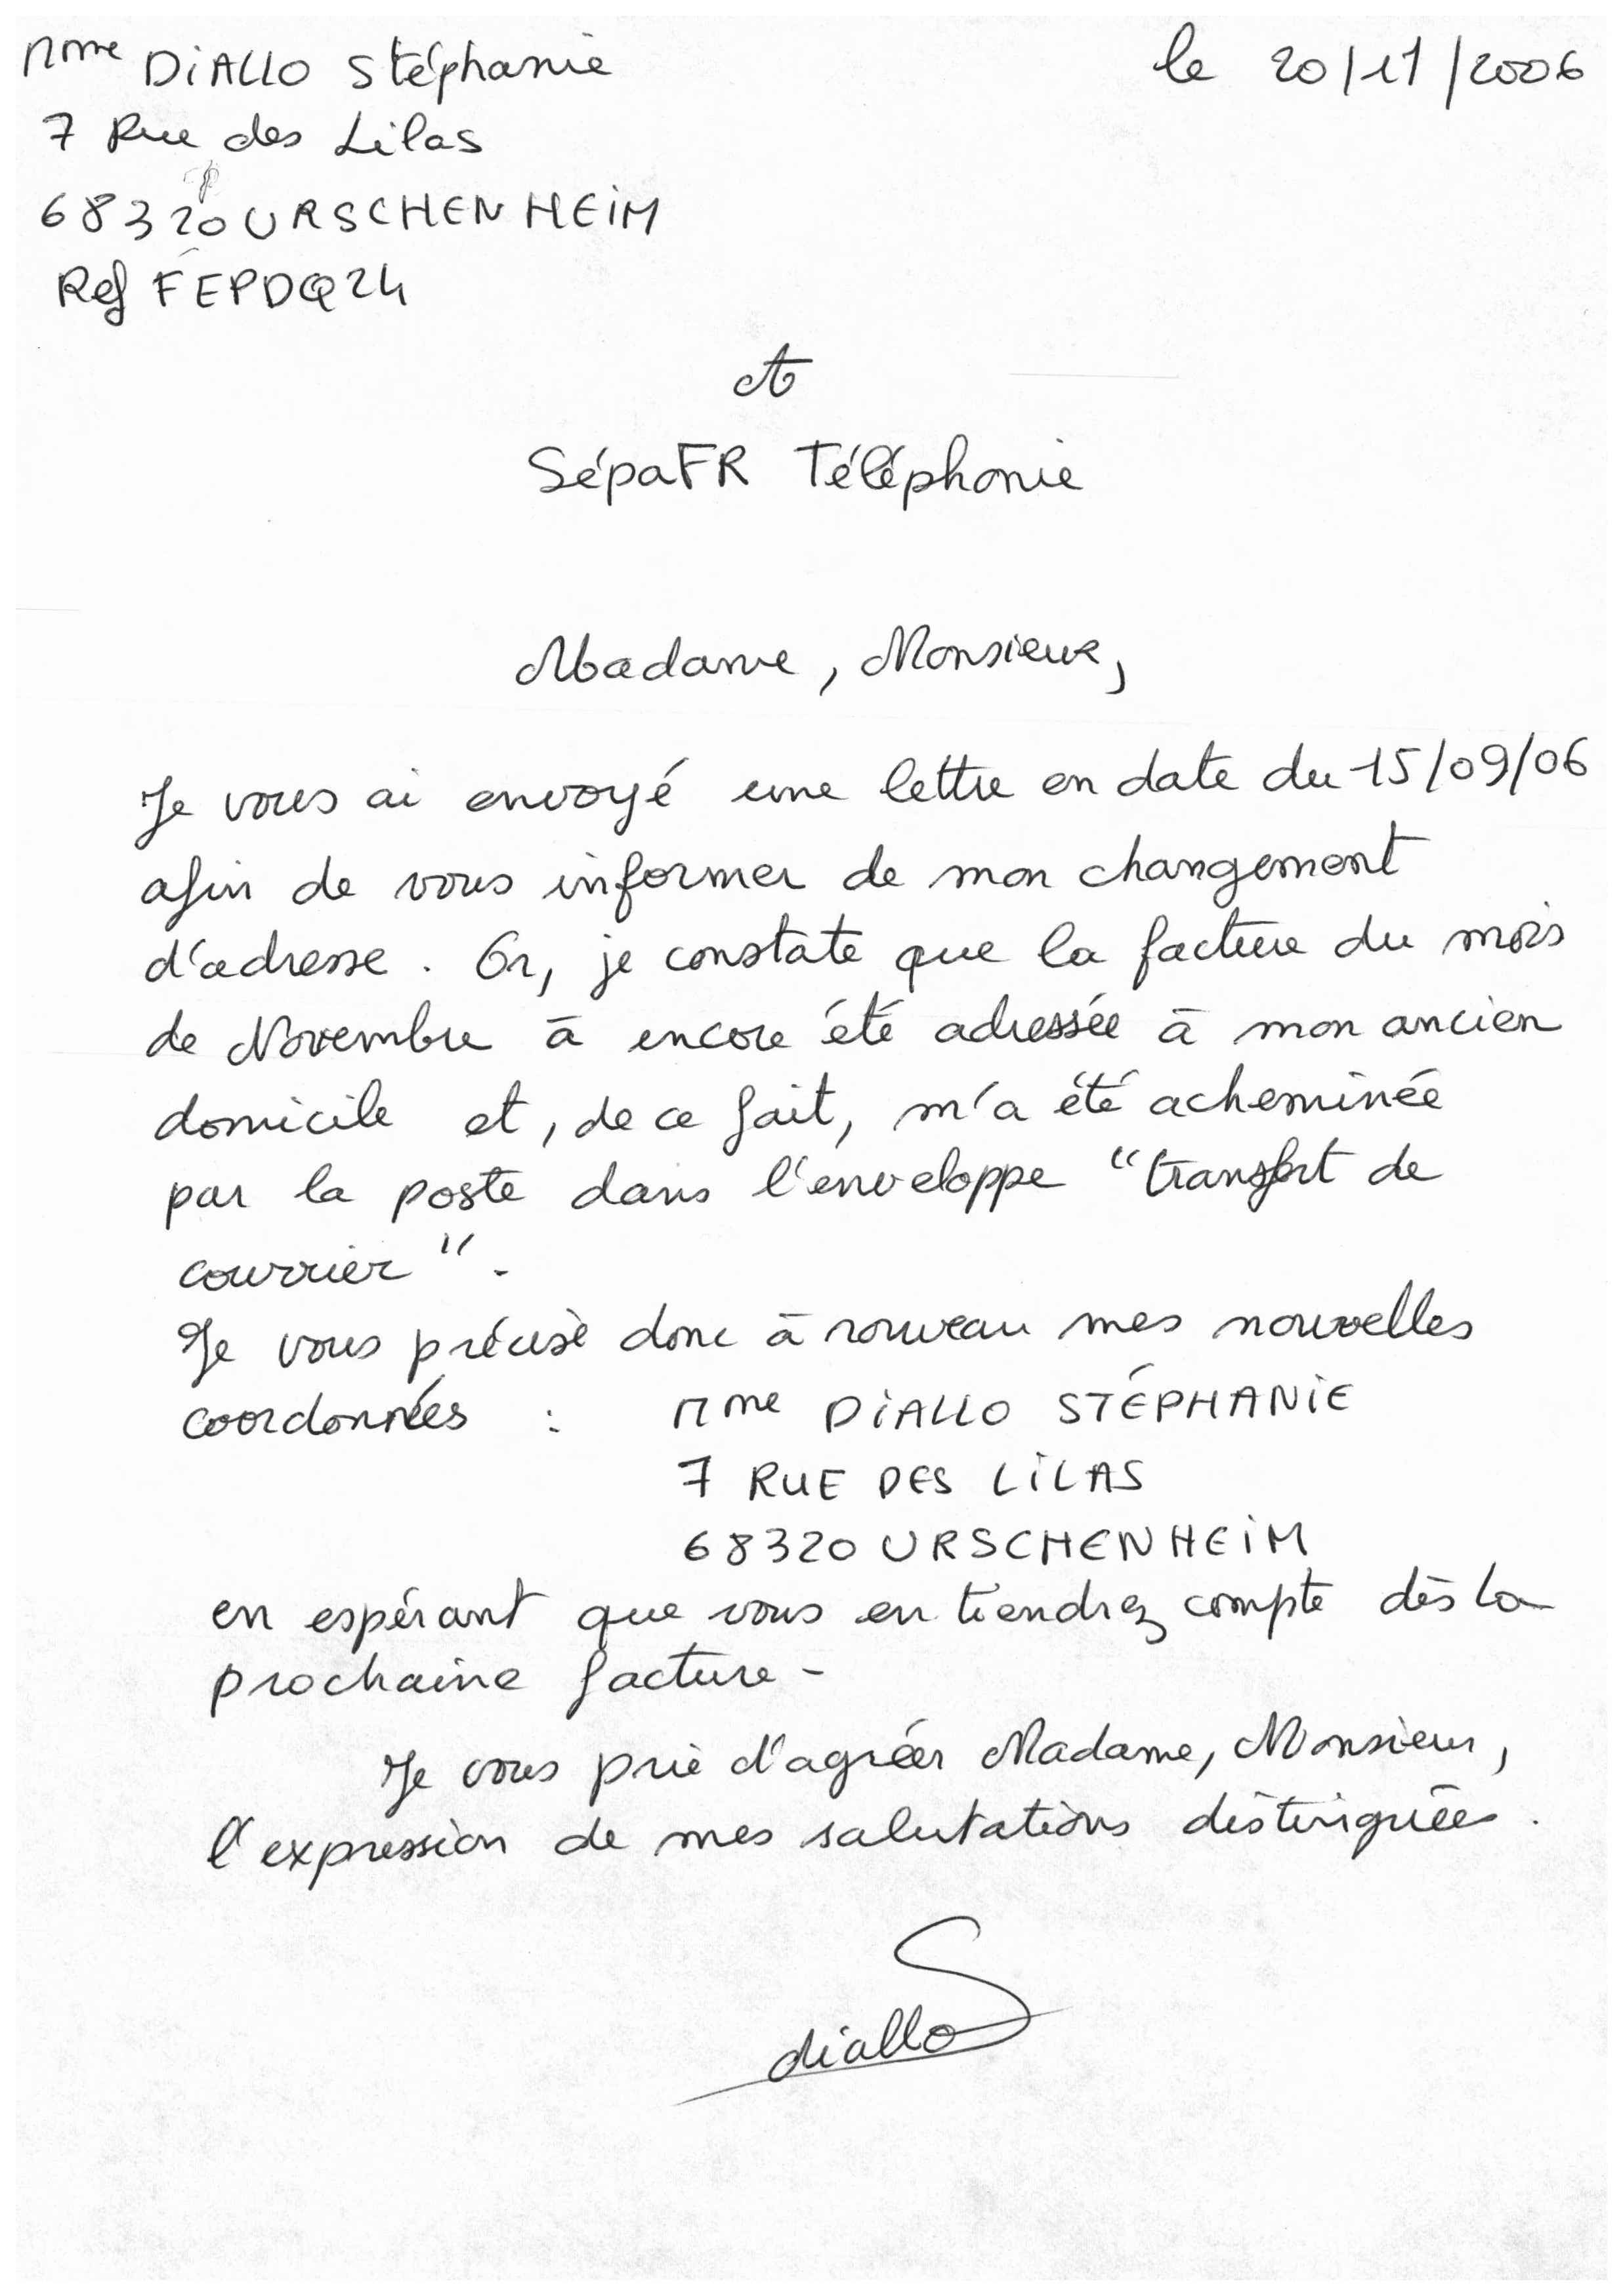 Mme DIALLO Stéphanie
le 20/11/2006
7 Rue des Lilas
68320 URSCHENHEIM
Ref FEPDQ24
A
SépaFR Téléphonie
Madame, Monsieur,
Je vous ai envoyé une lettre en date du 15/09/06
afin de vous informer de mon changement
d'adresse. Or, je constate que la facture du mois
de Novembre à encore été adressée à mon ancien
domicile et, de ce fait, m'a été acheminée
par la poste dans l'enveloppe "transfert de
courrier".
Je vous précise donc à nouveau mes nouvelles
coordonnées : Mme DIALLO STÉPHANIE
7 RUE DES LILAS
68320 URSCHENHEIM
en espérant que vous en tiendrez compte dès la
prochaine facture -
Je vous prie d'agréer Madame, Monsieur,
l'expression de mes salutations distinguées.
diallo S